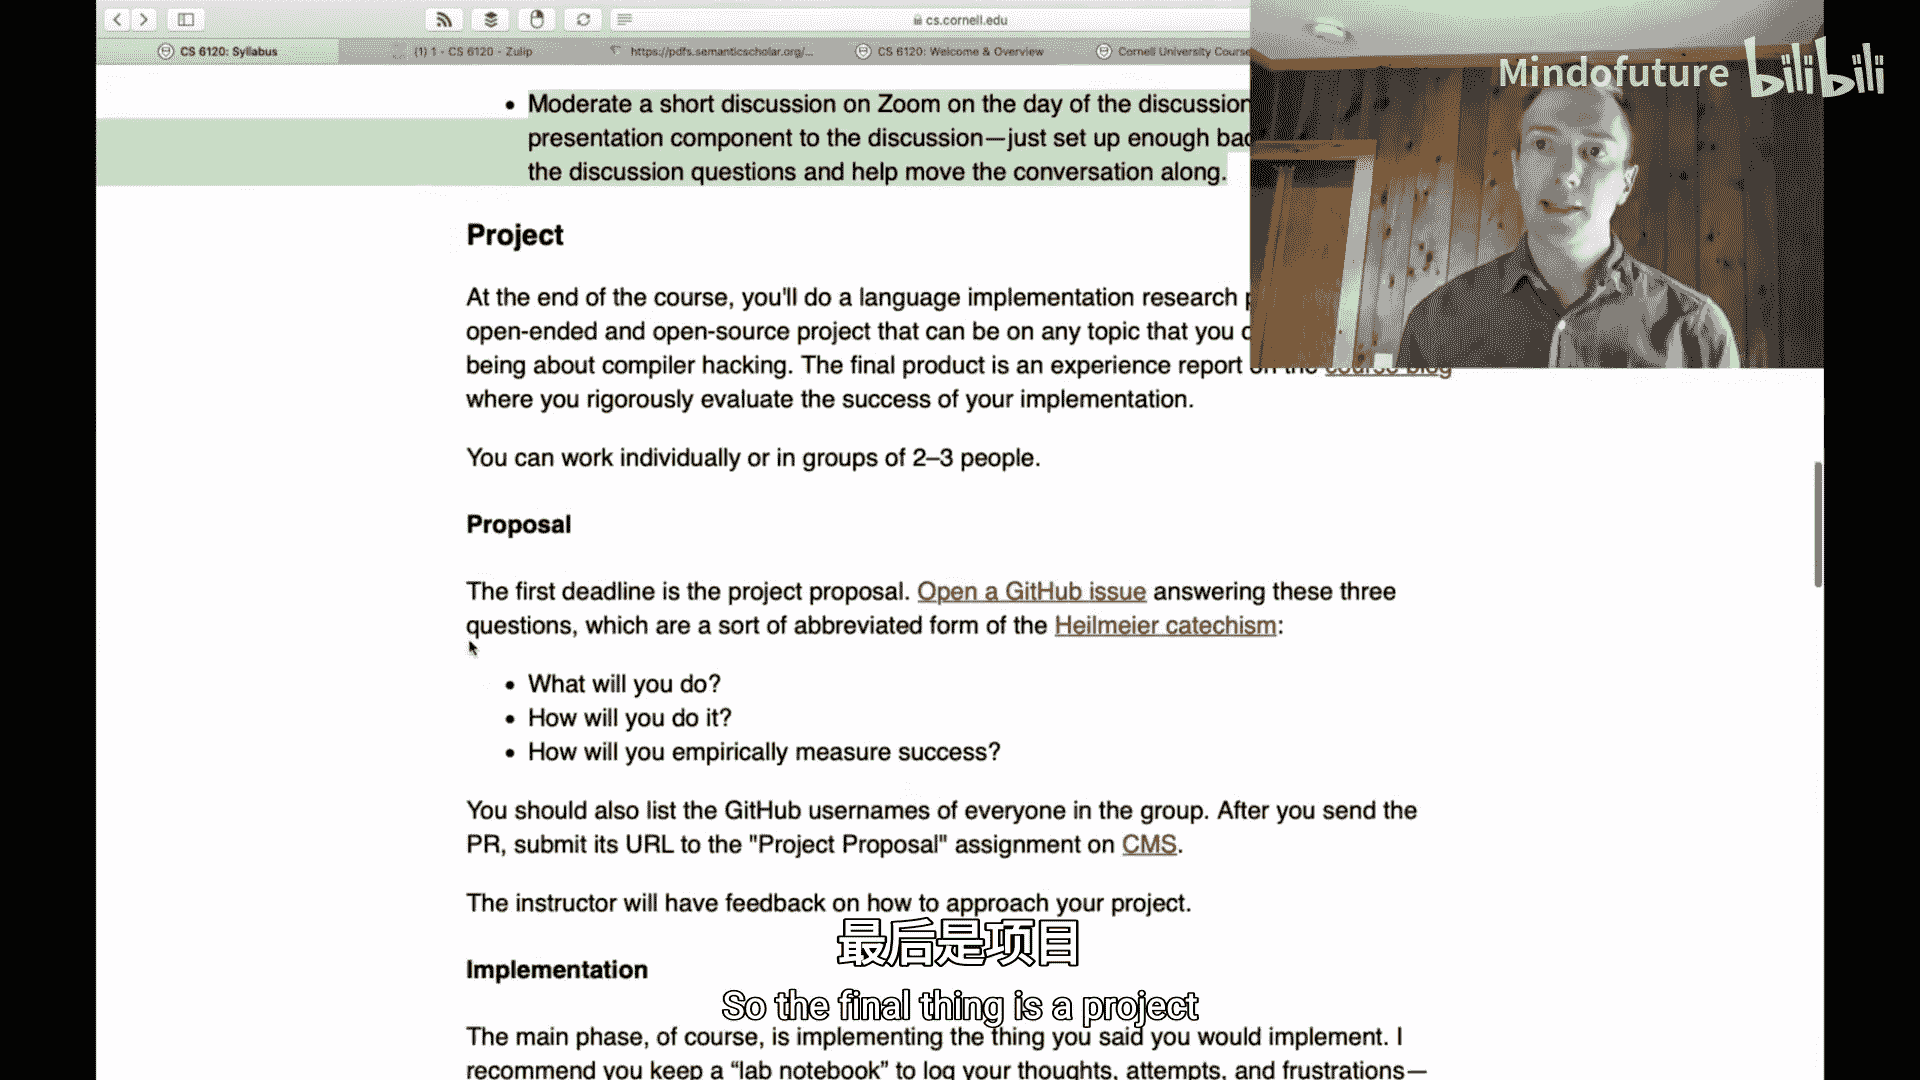 cs.cornell.edu
CS 6120: Syllabus
(1) 1 - CS 6120 - Zulip
https://pdfs.semanticscholar.org/...
CS 6120: Welcome & Overview
Cornell University Course
Mindofuture bilibili
Moderate a short discussion on Zoom on the day of the discussion
presentation component to the discussion—just set up enough
the discussion questions and help move the conversation along.
Project
At the end of the course, you'll do a language implementation research
open-ended and open-source project that can be on any topic that you
being about compiler hacking. The final product is an experience report on the course blog
where you rigorously evaluate the success of your implementation.
You can work individually or in groups of 2–3 people.
Proposal
The first deadline is the project proposal. Open a GitHub issue answering these three
questions, which are a sort of abbreviated form of the Heilmeier catechism:
What will you do?
How will you do it?
How will you empirically measure success?
You should also list the GitHub usernames of everyone in the group. After you send the
PR, submit its URL to the "Project Proposal" assignment on CMS.
The instructor will have feedback on how to approach your project.
最后是项目
Implementation
So the final thing is a project
The main phase, of course, is implementing the thing you said you would implement. I
recommend you keep a “lab notebook” to log your thoughts, attempts, and frustrations—